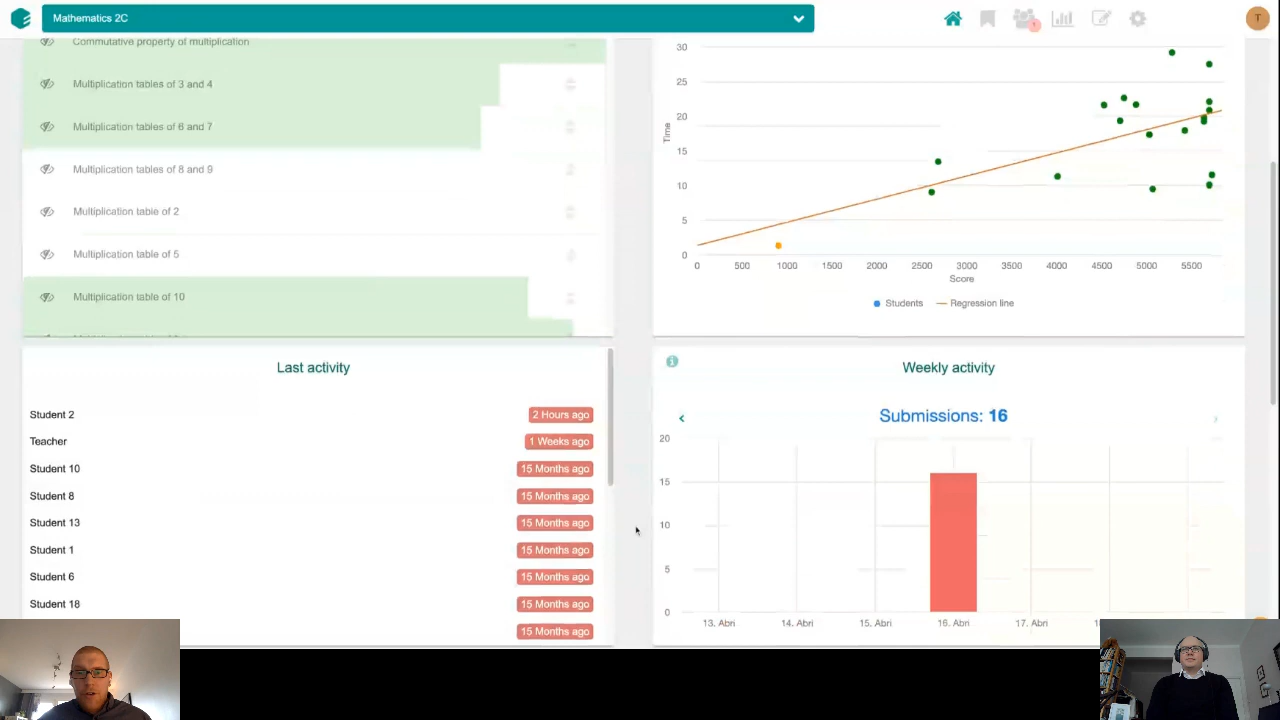 Mathematics 2C
T
Commutative property of multiplication
Multiplication tables of 3 and 4
Multiplication tables of 6 and 7
Multiplication tables of 8 and 9
Multiplication table of 2
Multiplication table of 5
Multiplication table of 10
30
25
20
15
10
5
0
Time
0 500 1000 1500 2000 2500 3000 3500 4000 4500 5000 5500
Score
Students Regression line
Last activity
Student 2 2 Hours ago
Teacher 1 Weeks ago
Student 10 15 Months ago
Student 8 15 Months ago
Student 13 15 Months ago
Student 1 15 Months ago
Student 6 15 Months ago
Student 18 15 Months ago
15 Months ago
i
Weekly activity
Submissions: 16
20
15
10
5
0
13. Abri 14. Abri 15. Abri 16. Abri 17. Abri